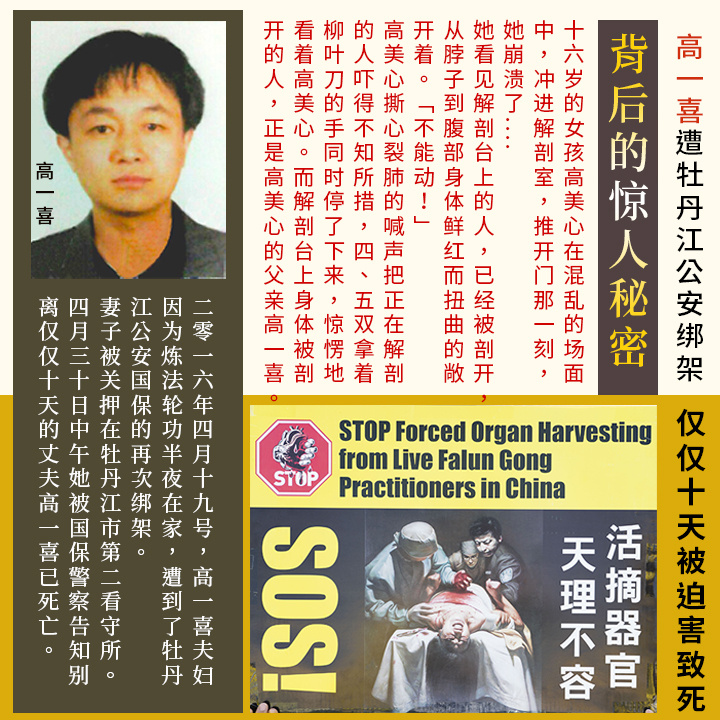 高一喜遭牡丹江公安绑架
仅仅十天被迫害致死
背后的惊人秘密
十六岁的女孩高美心在混乱的场面
中，冲进解剖室，推开门那一刻，
她崩溃了....
她看见解剖台上的人，已经被剖开，
从脖子到腹部身体鲜红而扭曲的敞
开着。「不能动！」
高美心撕心裂肺的喊声把正在解剖
的人吓得不知所措，四、五双拿着
柳叶刀的手同时停了下来，惊愣地
看着高美心。而解剖台上身体被剖
开的人，正是高美心的父亲高一喜。
高一喜
二零一六年四月十九号，高一喜夫妇
因为炼法轮功半夜在家，遭到了牡丹
江公安国保的再次绑架。
妻子被关押在牡丹江市第二看守所。
四月三十日中午她被国保警察告知别
离仅仅十天的丈夫高一喜已死亡。
STOP
STOP Forced Organ Harvesting
from Live Falun Gong
Practitioners in China
SOS!
活摘器官
天理不容